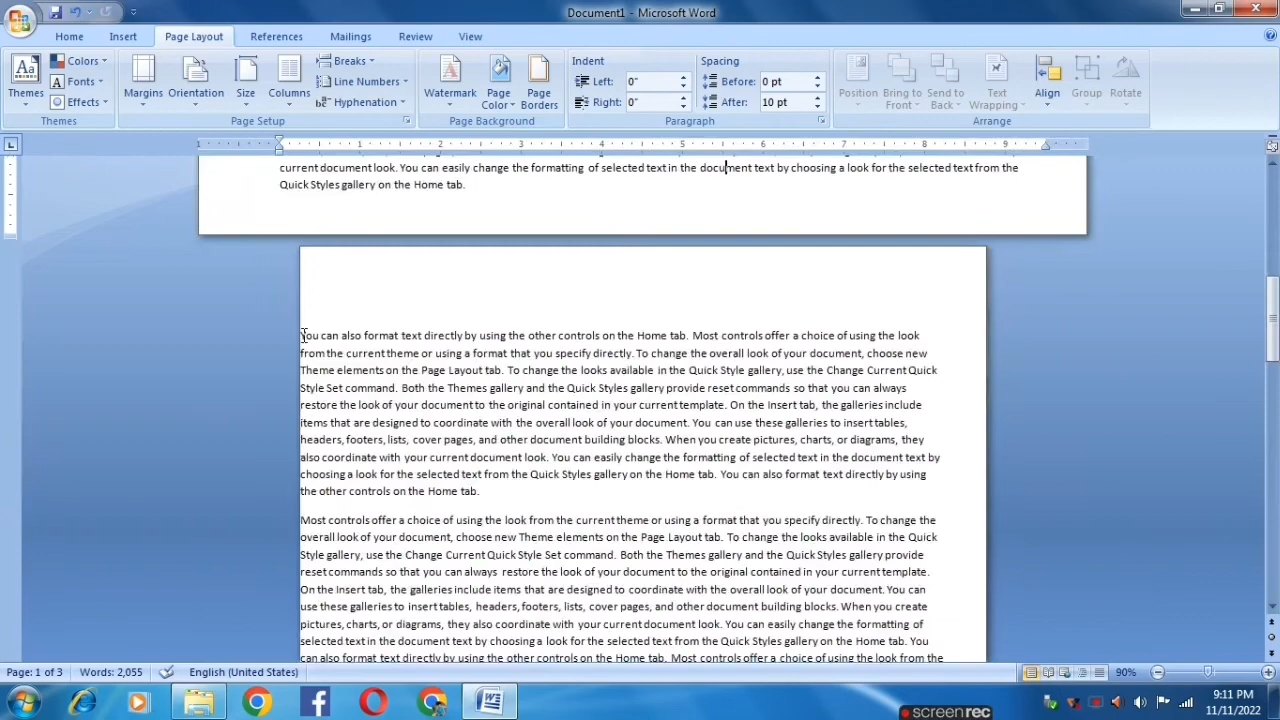 Document1 - Microsoft Word
Home Insert Page Layout References Mailings Review View
Themes Colors Fonts Effects
Margins Orientation Size Columns Breaks Line Numbers Hyphenation
Watermark Page Color Page Borders
Indent Spacing
Left: 0" Before: 0 pt
Right: 0" After: 10 pt
Position Bring to Front Send to Back Text Wrapping Align Group Rotate
Themes Page Setup Page Background Paragraph Arrange
1 1 2 3 4 5 6 7 8 9
current document look. You can easily change the formatting of selected text in the document text by choosing a look for the selected text from the
Quick Styles gallery on the Home tab.
You can also format text directly by using the other controls on the Home tab. Most controls offer a choice of using the look
from the current theme or using a format that you specify directly. To change the overall look of your document, choose new
Theme elements on the Page Layout tab. To change the looks available in the Quick Style gallery, use the Change Current Quick
Style Set command. Both the Themes gallery and the Quick Styles gallery provide reset commands so that you can always
restore the look of your document to the original contained in your current template. On the Insert tab, the galleries include
items that are designed to coordinate with the overall look of your document. You can use these galleries to insert tables,
headers, footers, lists, cover pages, and other document building blocks. When you create pictures, charts, or diagrams, they
also coordinate with your current document look. You can easily change the formatting of selected text in the document text by
choosing a look for the selected text from the Quick Styles gallery on the Home tab. You can also format text directly by using
the other controls on the Home tab.
Most controls offer a choice of using the look from the current theme or using a format that you specify directly. To change the
overall look of your document, choose new Theme elements on the Page Layout tab. To change the looks available in the Quick
Style gallery, use the Change Current Quick Style Set command. Both the Themes gallery and the Quick Styles gallery provide
reset commands so that you can always restore the look of your document to the original contained in your current template.
On the Insert tab, the galleries include items that are designed to coordinate with the overall look of your document. You can
use these galleries to insert tables, headers, footers, lists, cover pages, and other document building blocks. When you create
pictures, charts, or diagrams, they also coordinate with your current document look. You can easily change the formatting of
selected text in the document text by choosing a look for the selected text from the Quick Styles gallery on the Home tab. You
can also format text directly by using the other controls on the Home tab. Most controls offer a choice of using the look from the
Page: 1 of 3 Words: 2,055 English (United States) 90%
9:11 PM
11/11/2022
screenrec